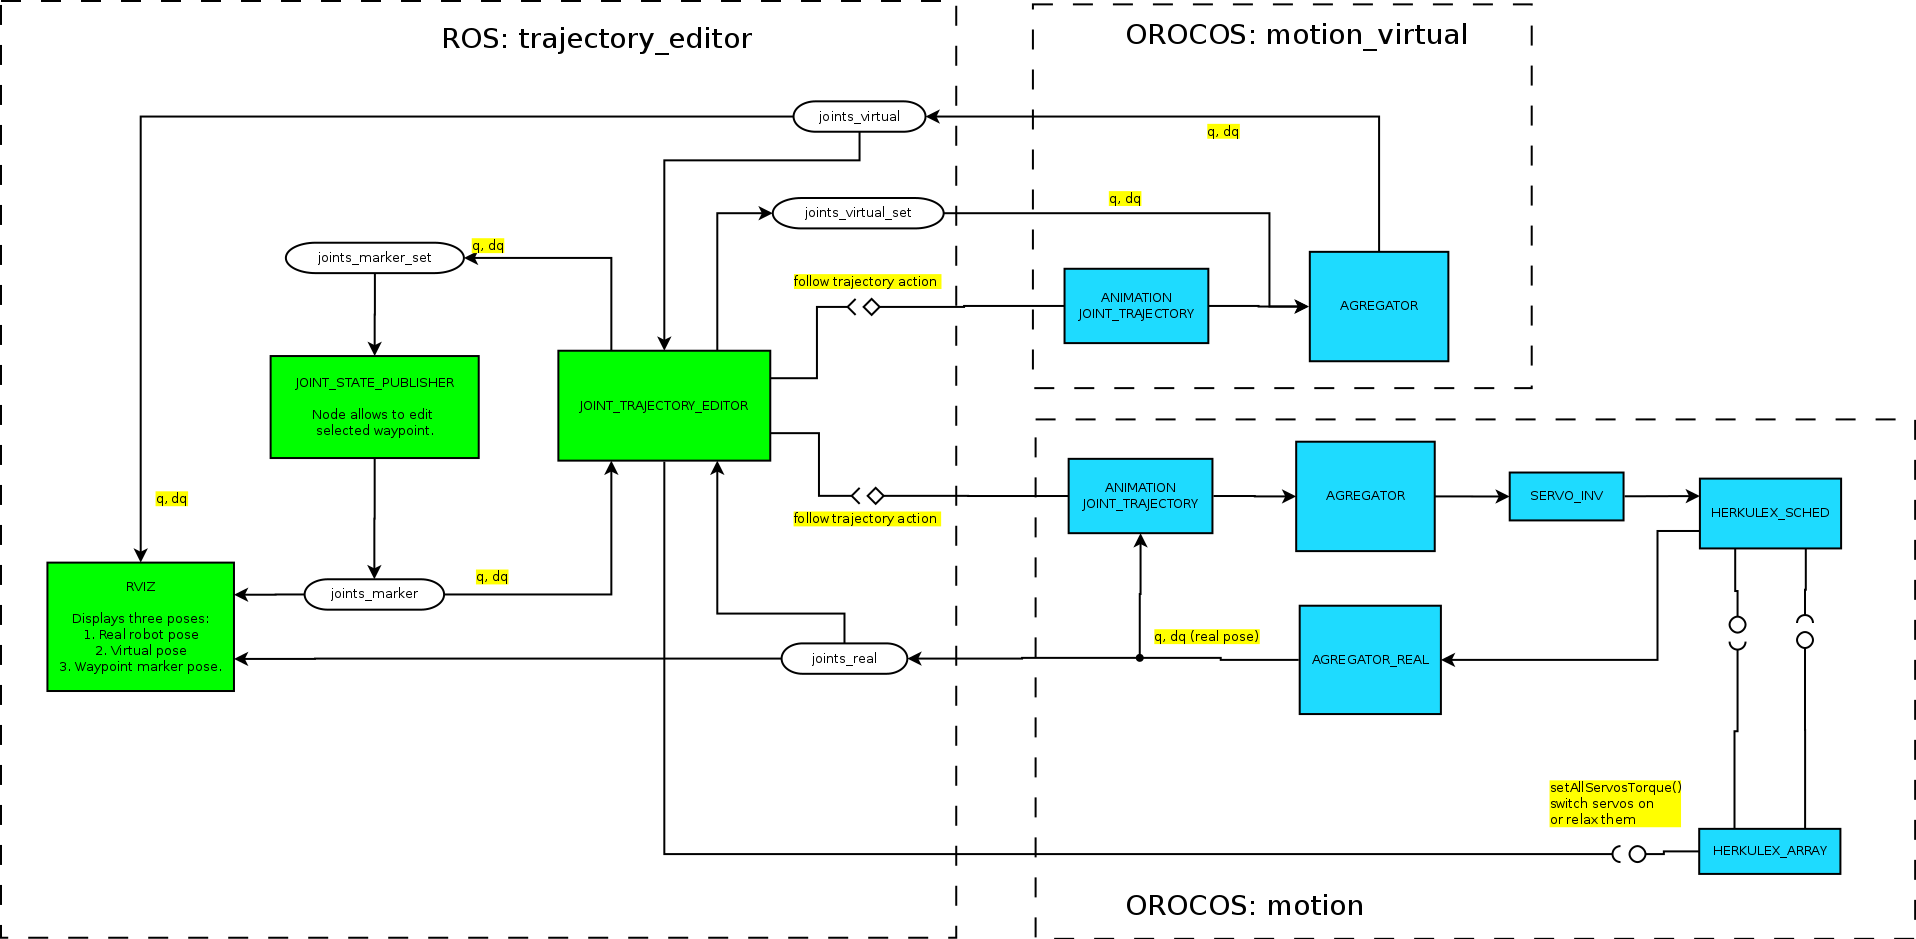 ROS: trajectory_editor
OROCOS: motion_virtual
joints_virtual
q, dq
q, dq
joints_virtual_set
q, dq
joints_marker_set
follow trajectory action
ANIMATION
JOINT_TRAJECTORY
AGREGATOR
JOINT_STATE_PUBLISHER
Node allows to edit
selected waypoint.
JOINT_TRAJECTORY_EDITOR
q, dq
follow trajectory action
ANIMATION
JOINT_TRAJECTORY
AGREGATOR
SERVO_INV
HERKULEX_SCHED
RVIZ
Displays three poses:
1. Real robot pose
2. Virtual pose
3. Waypoint marker pose.
joints_marker
q, dq
joints_real
q, dq (real pose)
AGREGATOR_REAL
setAllServosTorque()
switch servos on
or relax them
HERKULEX_ARRAY
OROCOS: motion